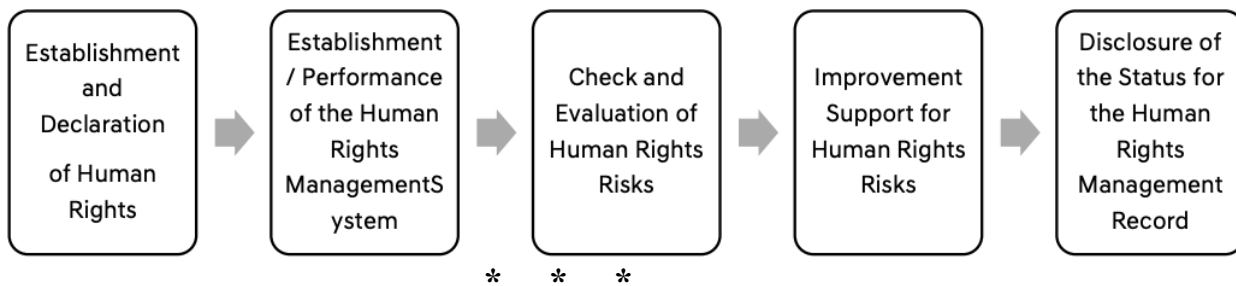 Establishment
and
Declaration
of Human
Rights
Establishment
/ Performance
of the Human
Rights
ManagementS
ystem
Check and
Evaluation of
Human Rights
Risks
Improvement
Support for
Human Rights
Risks
Disclosure of
the Status for
the Human
Rights
Management
Record
* * *